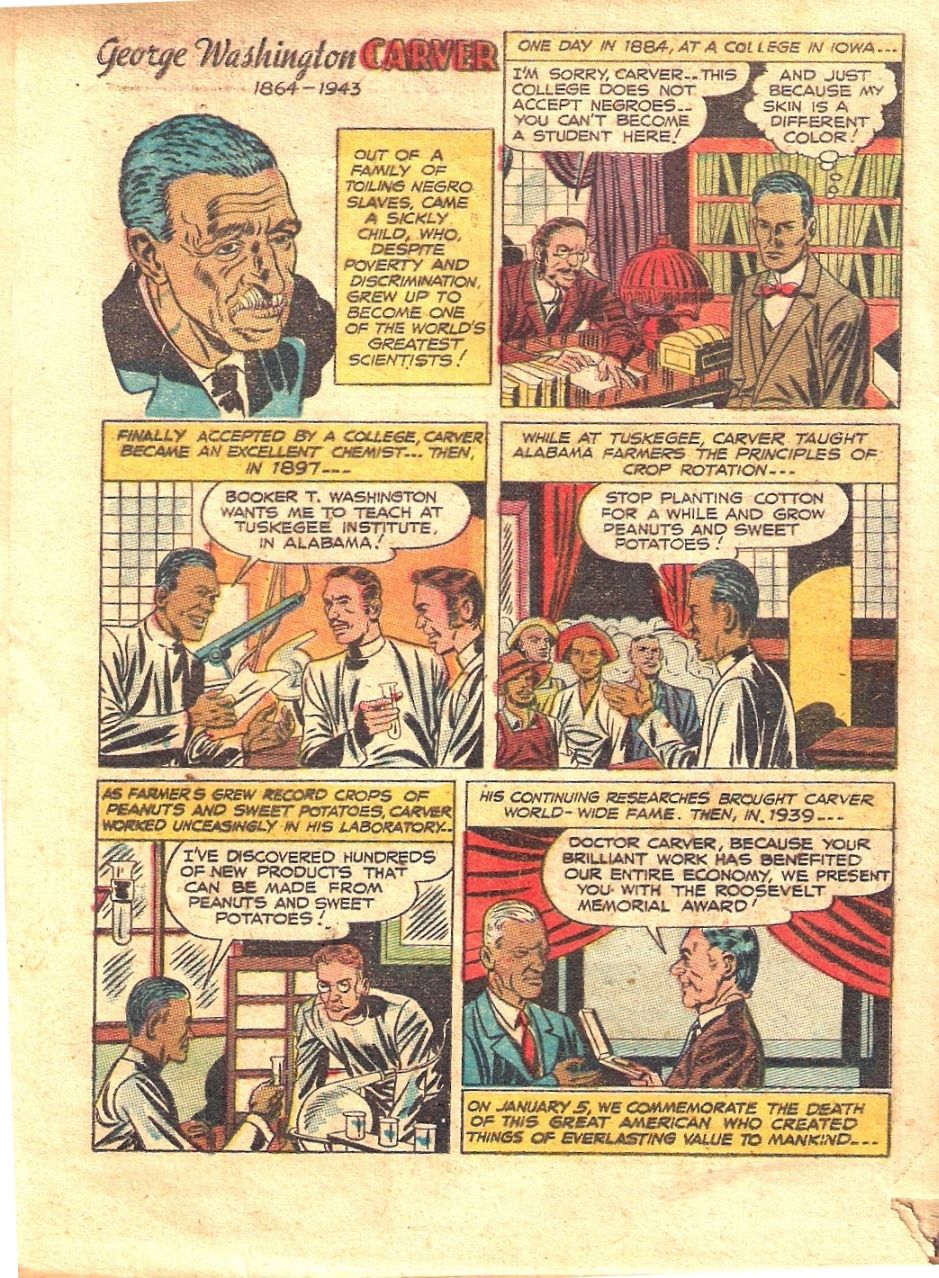 George Washington CARVER
1864-1943
OUT OF A
FAMILY OF
TOILING NEGRO
SLAVES, CAME
A SICKLY
CHILD, WHO,
DESPITE
POVERTY AND
DISCRIMINATION,
GREW UP TO
BECOME ONE
OF THE WORLD'S
GREATEST
SCIENTISTS!
ONE DAY IN 1884, AT A COLLEGE IN IOWA...
I'M SORRY, CARVER... THIS
COLLEGE DOES NOT
ACCEPT NEGROES...
YOU CAN'T BECOME
A STUDENT HERE!
AND JUST
BECAUSE MY
SKIN IS A
DIFFERENT
COLOR!
FINALLY ACCEPTED BY A COLLEGE, CARVER
BECAME AN EXCELLENT CHEMIST... THEN,
IN 1897---
BOOKER T. WASHINGTON
WANTS ME TO TEACH AT
TUSKEGEE INSTITUTE,
IN ALABAMA!
WHILE AT TUSKEGEE, CARVER TAUGHT
ALABAMA FARMERS THE PRINCIPLES OF
CROP ROTATION---
STOP PLANTING COTTON
FOR A WHILE AND GROW
PEANUTS AND SWEET
POTATOES!
AS FARMERS GREW RECORD CROPS OF
PEANUTS AND SWEET POTATOES, CARVER
WORKED UNCEASINGLY IN HIS LABORATORY..
I'VE DISCOVERED HUNDREDS
OF NEW PRODUCTS THAT
CAN BE MADE FROM
PEANUTS AND SWEET
POTATOES!
HIS CONTINUING RESEARCHES BROUGHT CARVER
WORLD-WIDE FAME. THEN, IN 1939---
DOCTOR CARVER, BECAUSE YOUR
BRILLIANT WORK HAS BENEFITED
OUR ENTIRE ECONOMY, WE PRESENT
YOU WITH THE ROOSEVELT
MEMORIAL AWARD!
ON JANUARY 5, WE COMMEMORATE THE DEATH
OF THIS GREAT AMERICAN WHO CREATED
THINGS OF EVERLASTING VALUE TO MANKIND---